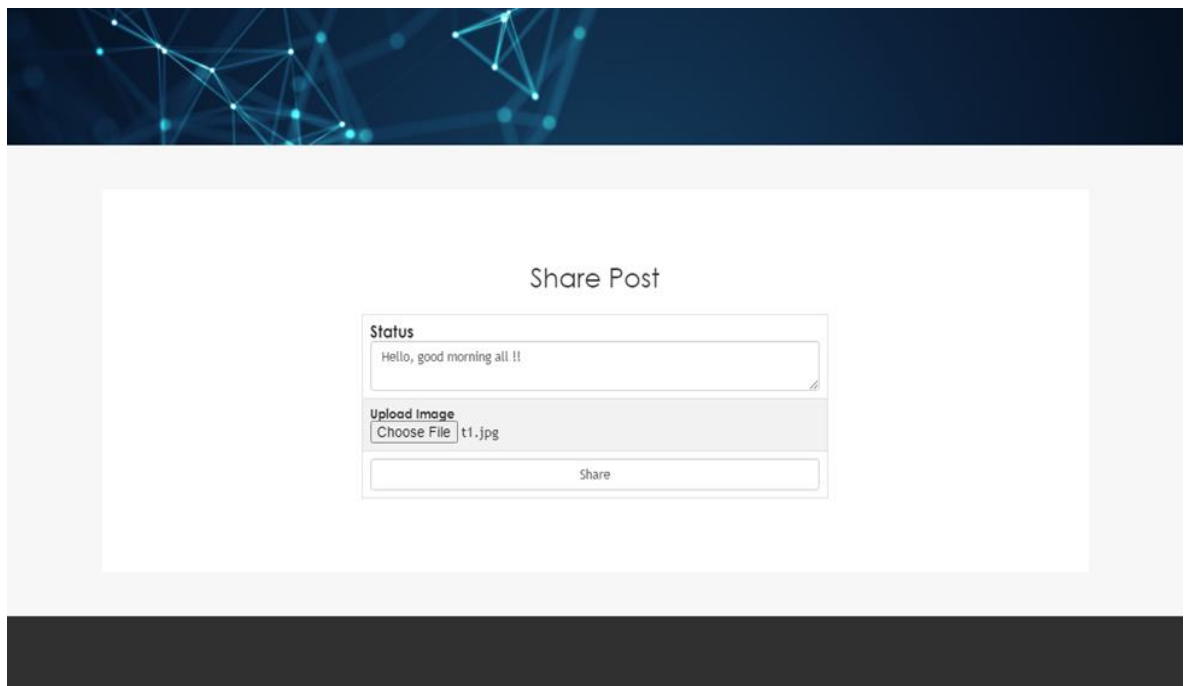 Share Post
Status
Hello, good morning all !!
Upload Image
Choose File t1.jpg
Share